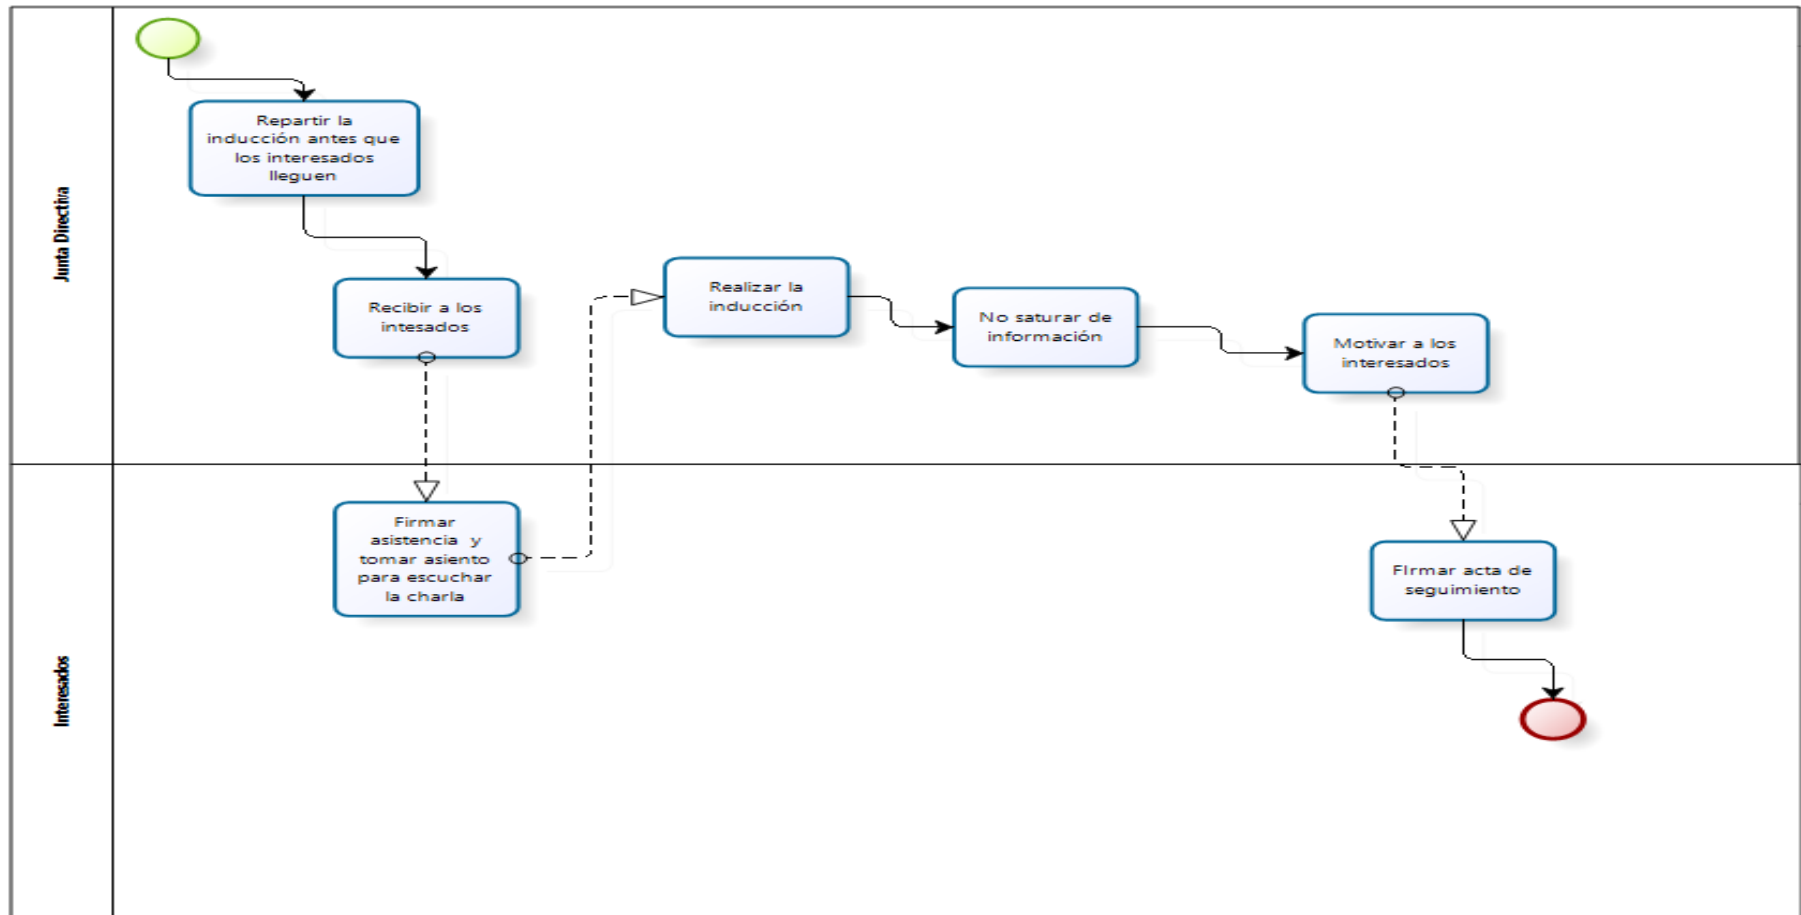 Junta Directiva
Repartir la
inducción antes que
los interesados
lleguen
Recibir a los
intesados
Realizar la
inducción
No saturar de
información
Motivar a los
interesados
Interesados
Firmar
asistencia y
tomar asiento
para escuchar
la charla
FIrmar acta de
seguimiento